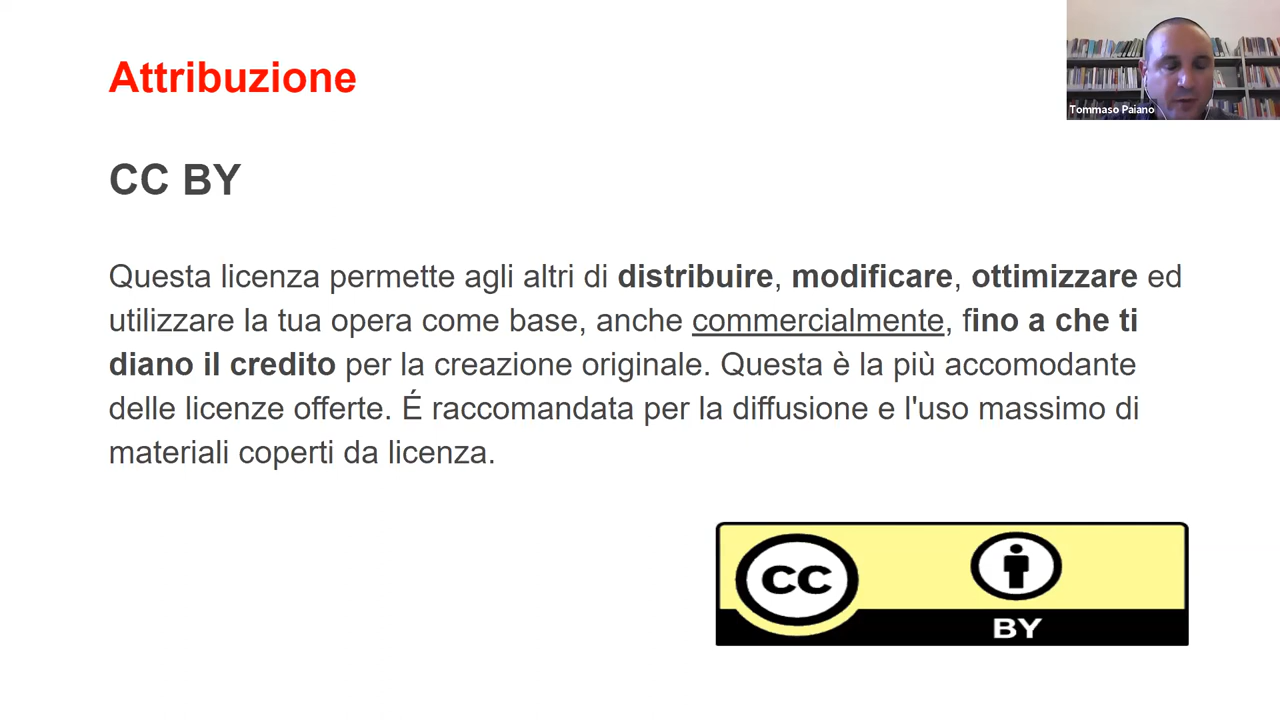 Attribuzione
Tommaso Paiano
CC BY
Questa licenza permette agli altri di distribuire, modificare, ottimizzare ed
utilizzare la tua opera come base, anche commercialmente, fino a che ti
diano il credito per la creazione originale. Questa è la più accomodante
delle licenze offerte. É raccomandata per la diffusione e l'uso massimo di
materiali coperti da licenza.
CC
BY